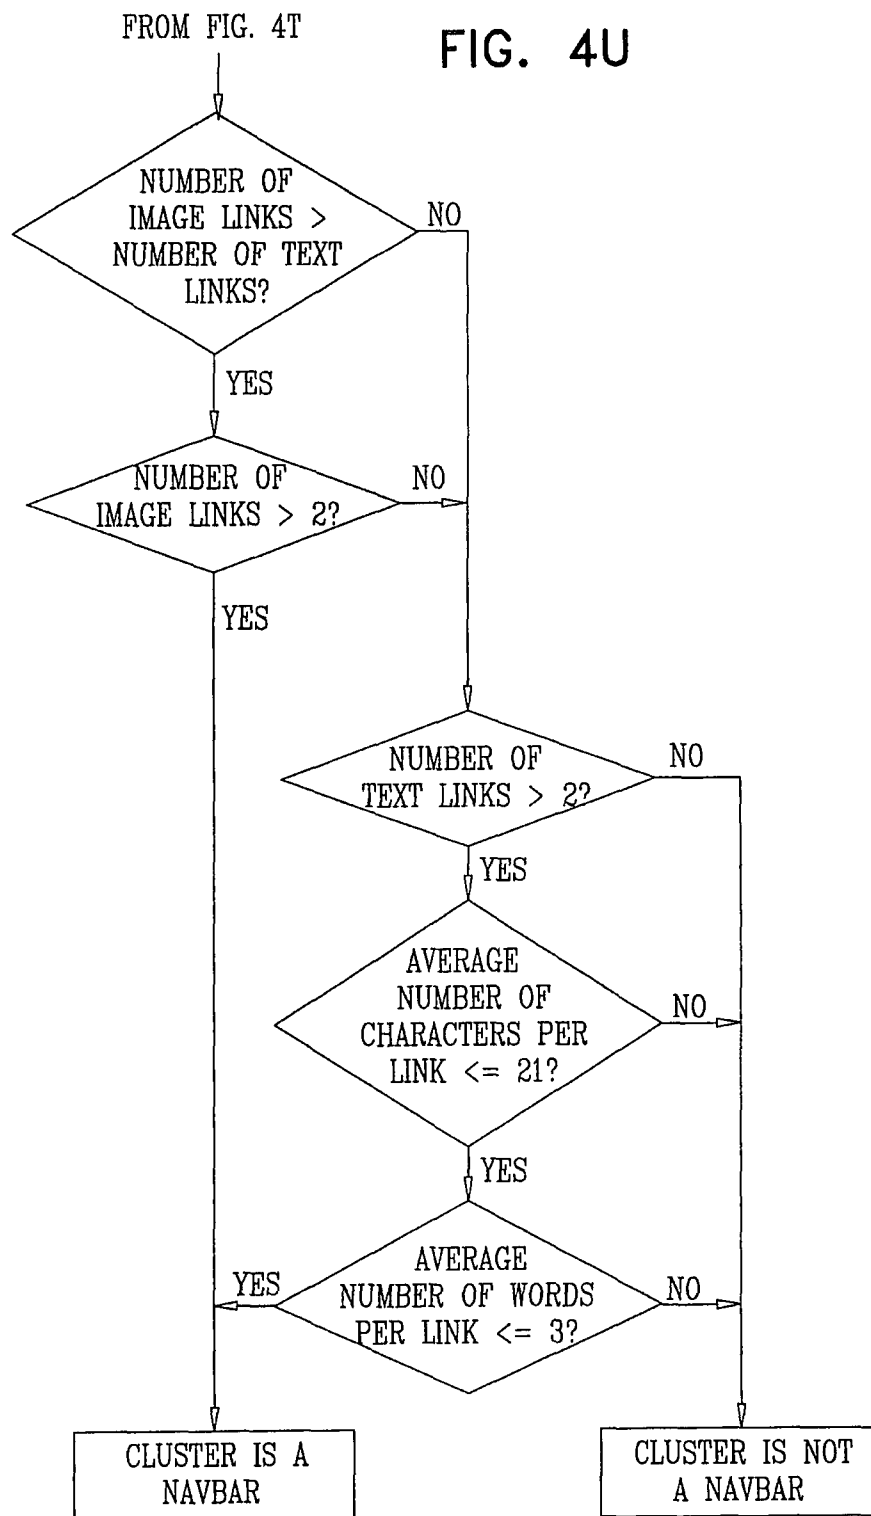 FROM FIG. 4T
FIG. 4U
NUMBER OF
IMAGE LINKS >
NUMBER OF TEXT
LINKS?
NO
YES
NUMBER OF
IMAGE LINKS > 2?
NO
YES
NUMBER OF
TEXT LINKS > 2?
NO
YES
AVERAGE
NUMBER OF
CHARACTERS PER
LINK <= 21?
NO
YES
AVERAGE
NUMBER OF WORDS
PER LINK <= 3?
YES
NO
CLUSTER IS A
NAVBAR
CLUSTER IS NOT
A NAVBAR